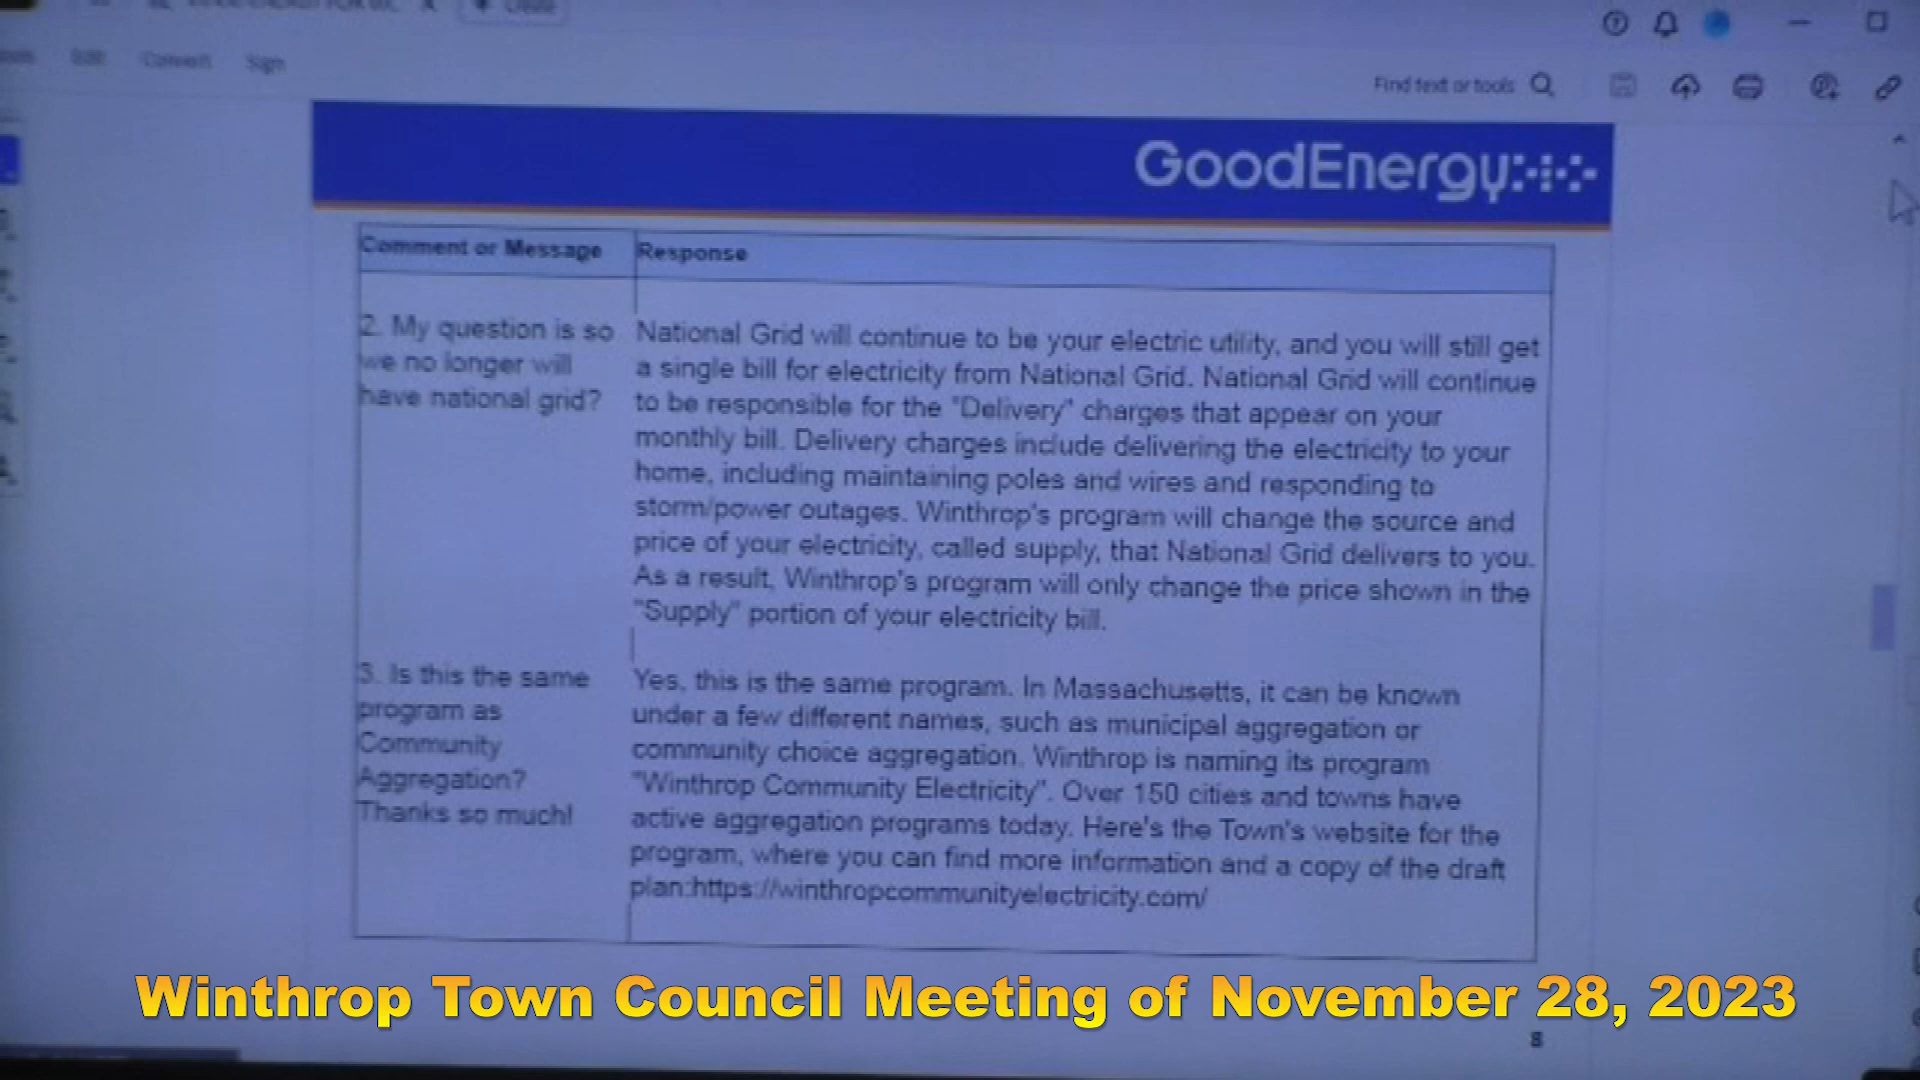 Edit
Convert
Sign
Find text or tools
GoodEnergy
Comment or Message
Response
2. My question is so
we no longer will
have national grid?
National Grid will continue to be your electric utility, and you will still get
a single bill for electricity from National Grid. National Grid will continue
to be responsible for the "Delivery" charges that appear on your
monthly bill. Delivery charges include delivering the electricity to your
home, including maintaining poles and wires and responding to
storm/power outages. Winthrop's program will change the source and
price of your electricity, called supply, that National Grid delivers to you.
As a result, Winthrop's program will only change the price shown in the
"Supply" portion of your electricity bill.
3. Is this the same
program as
Community
Aggregation?
Thanks so much!
Yes, this is the same program. In Massachusetts, it can be known
under a few different names, such as municipal aggregation or
community choice aggregation. Winthrop is naming its program
"Winthrop Community Electricity". Over 150 cities and towns have
active aggregation programs today. Here's the Town's website for the
program, where you can find more information and a copy of the draft
plan:https://winthropcommunityelectricity.com/
Winthrop Town Council Meeting of November 28, 2023
8